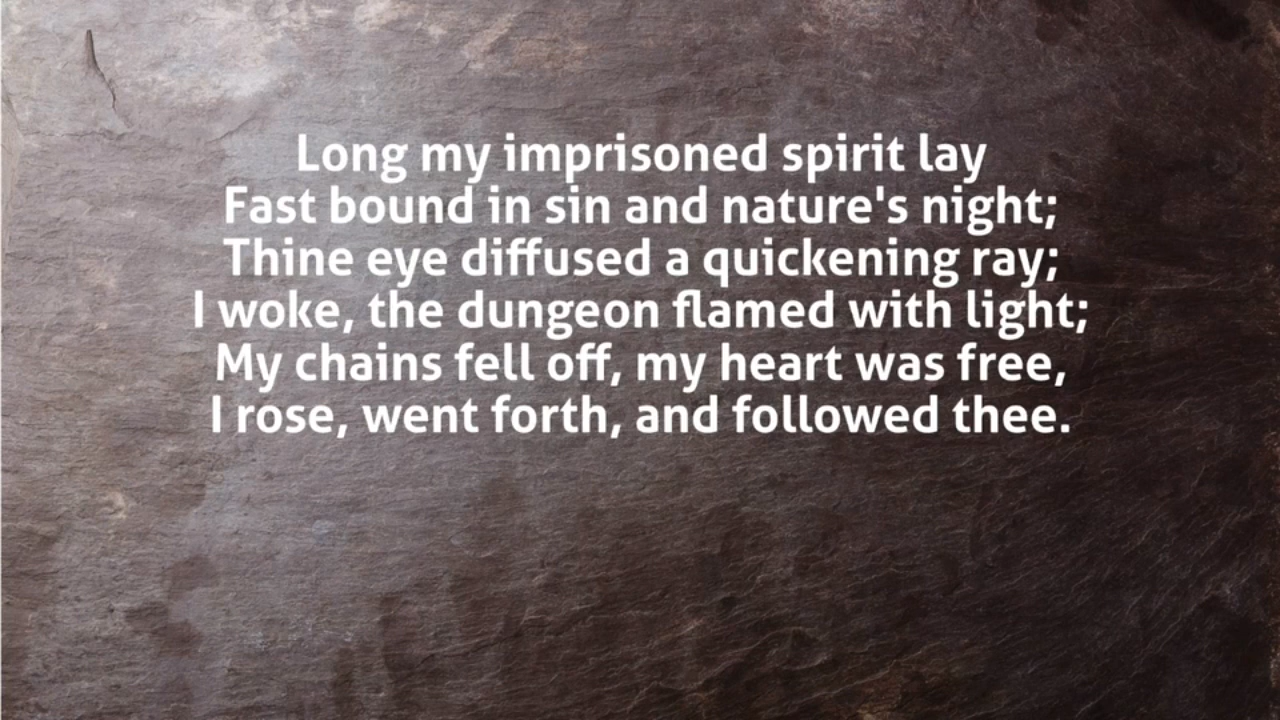 Long my imprisoned spirit lay
Fast bound in sin and nature's night;
Thine eye diffused a quickening ray;
I woke, the dungeon flamed with light;
My chains fell off, my heart was free,
I rose, went forth, and followed thee.